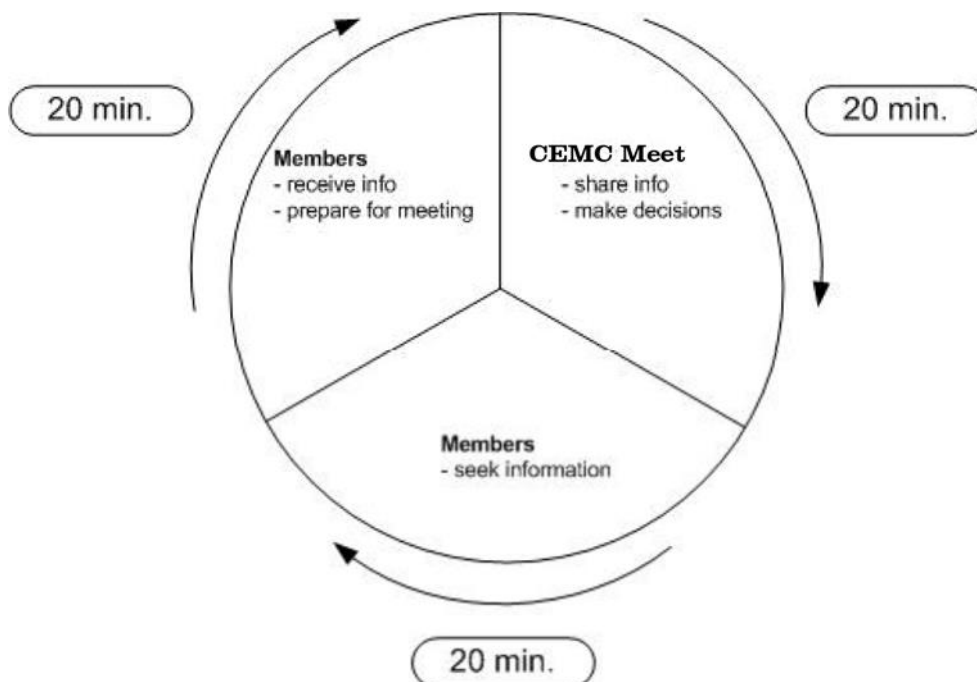 20 min.
20 min.
Members
- receive info
- prepare for meeting
CEMC Meet
- share info
- make decisions
Members
- seek information
20 min.